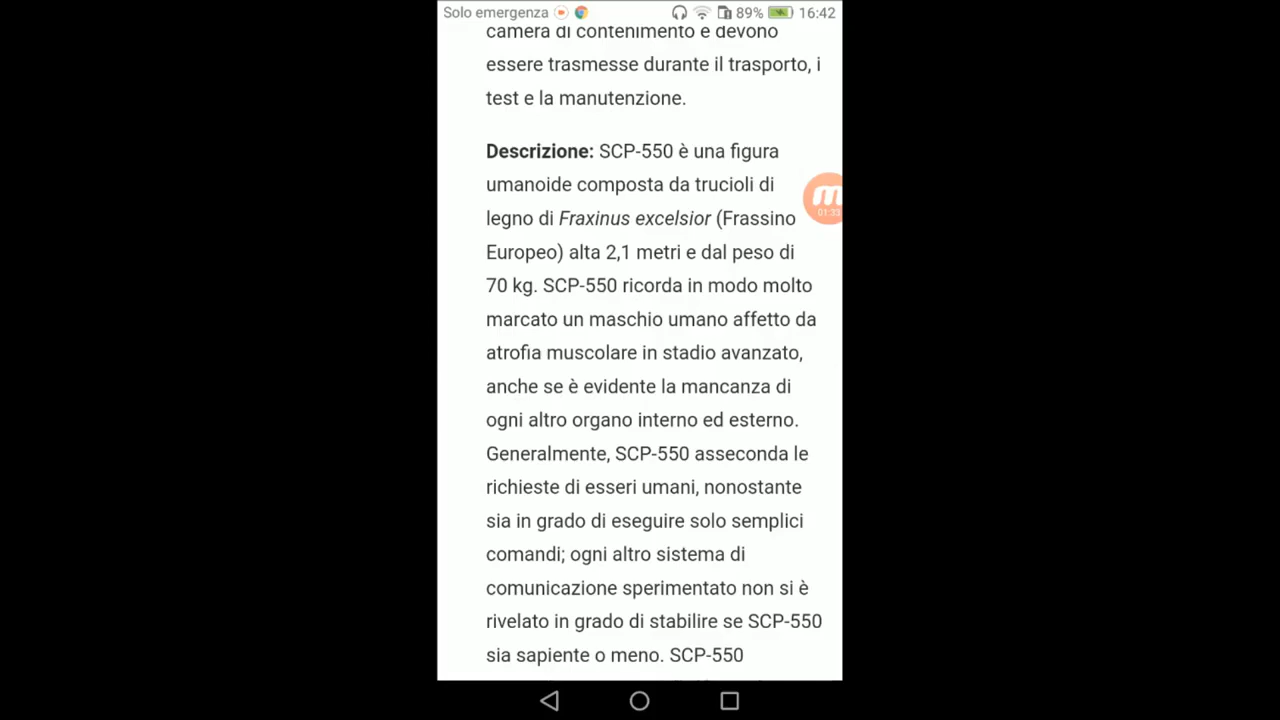 Solo emergenza 89% 16:42
camera di contenimento e devono
essere trasmesse durante il trasporto, i
test e la manutenzione.
Descrizione: SCP-550 è una figura
umanoide composta da trucioli di
legno di Fraxinus excelsior (Frassino
Europeo) alta 2,1 metri e dal peso di
70 kg. SCP-550 ricorda in modo molto
marcato un maschio umano affetto da
atrofia muscolare in stadio avanzato,
anche se è evidente la mancanza di
ogni altro organo interno ed esterno.
Generalmente, SCP-550 asseconda le
richieste di esseri umani, nonostante
sia in grado di eseguire solo semplici
comandi; ogni altro sistema di
comunicazione sperimentato non si è
rivelato in grado di stabilire se SCP-550
sia sapiente o meno. SCP-550
m
01:33